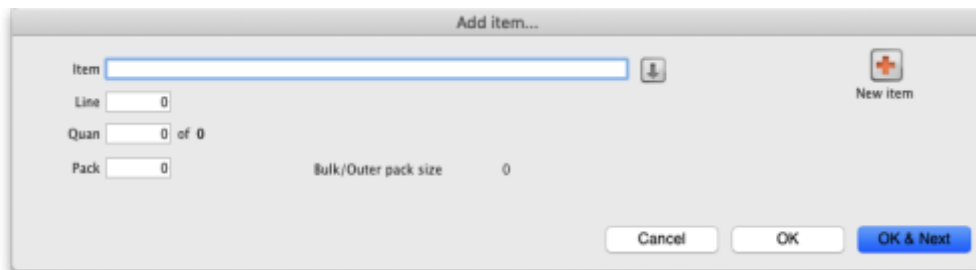 Add item...
Item
New item
Line 0
Quan 0 of 0
Pack 0 Bulk/Outer pack size 0
Cancel OK OK & Next